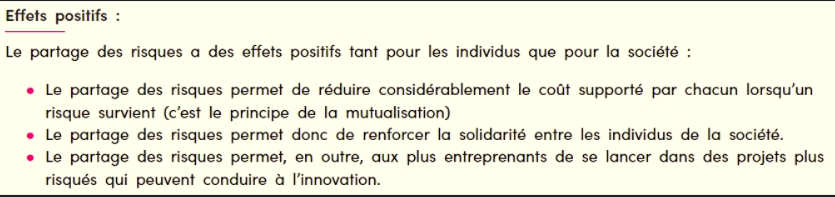 Effets positifs :
Le partage des risques a des effets positifs tant pour les individus que pour la société :
• Le partage des risques permet de réduire considérablement le coût supporté par chacun lorsqu'un
risque survient (c'est le principe de la mutualisation)
• Le partage des risques permet donc de renforcer la solidarité entre les individus de la société.
• Le partage des risques permet, en outre, aux plus entreprenants de se lancer dans des projets plus
risqués qui peuvent conduire à l'innovation.